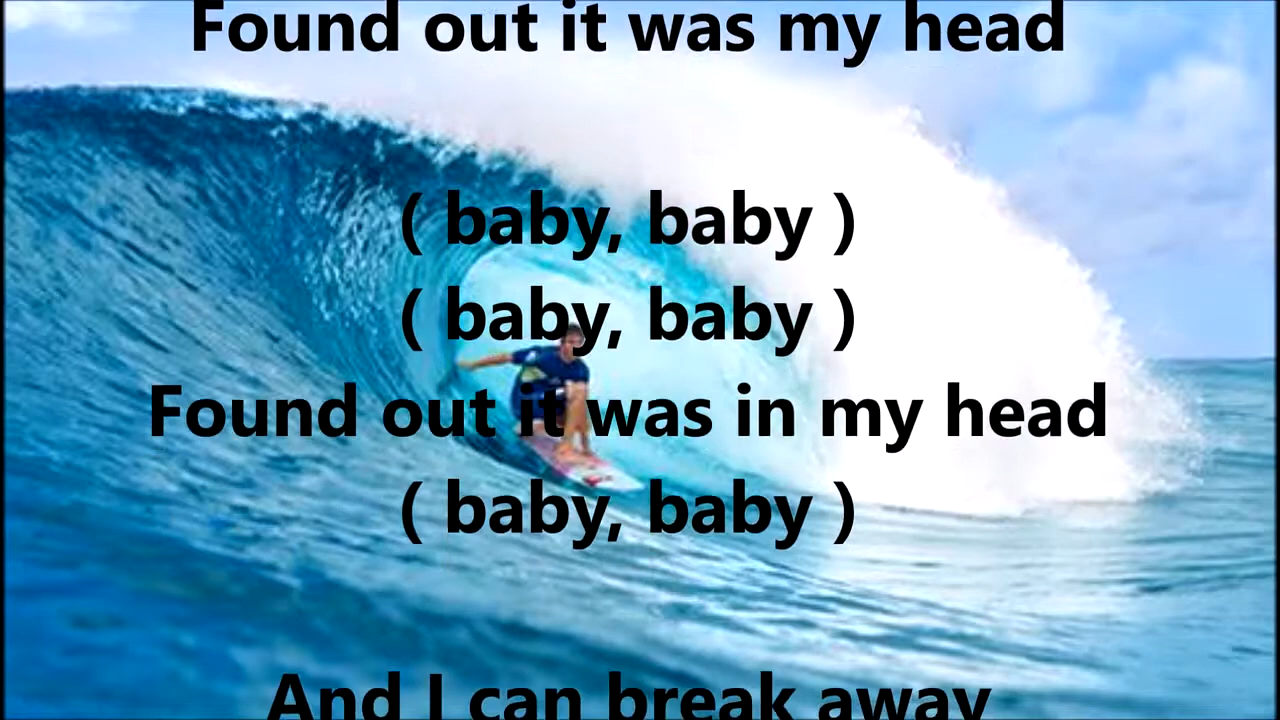 Found out it was my head
( baby, baby )
( baby, baby )
Found out it was in my head
( baby, baby )
And I can break away